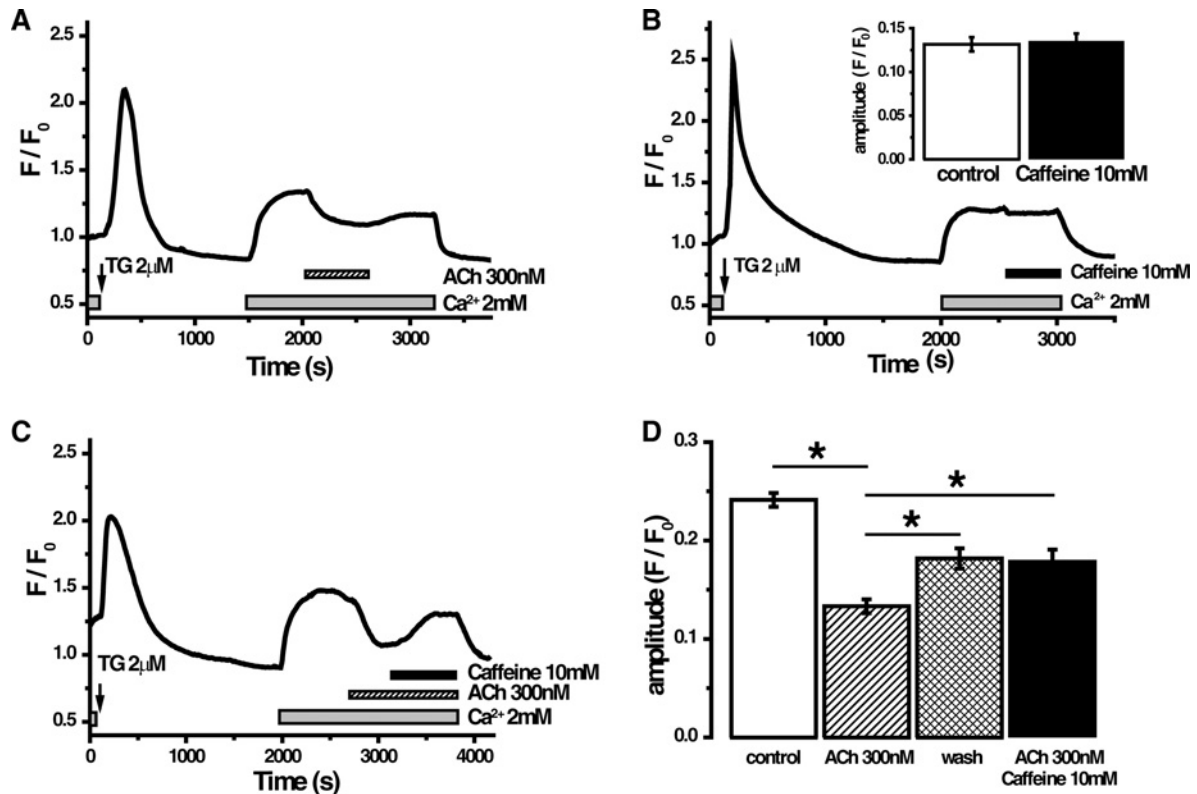 A
F / F0
2.5
2.0
1.5
1.0
0.5
TG 2μM
ACh 300nM
Ca2+ 2mM
0 1000 2000 3000
Time (s)
B
F / F0
2.5
2.0
1.5
1.0
0.5
amplitude (F / F0)
0.15
0.10
0.05
0.00
control Caffeine 10mM
TG 2μM
Caffeine 10mM
Ca2+ 2mM
0 1000 2000 3000
Time (s)
C
F / F0
2.5
2.0
1.5
1.0
0.5
TG 2μM
Caffeine 10mM
ACh 300nM
Ca2+ 2mM
0 1000 2000 3000 4000
Time (s)
D
amplitude (F / F0)
0.3
0.2
0.1
0.0
*
*
*
control ACh 300nM wash ACh 300nM
Caffeine 10mM